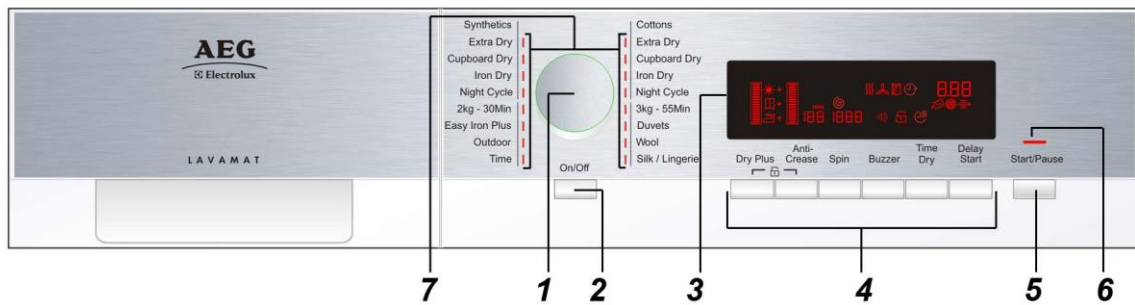 AEG
Electrolux
LAVAMAT
Synthetics
Extra Dry
Cupboard Dry
Iron Dry
Night Cycle
2kg - 30Min
Easy Iron Plus
Outdoor
Time
Cottons
Extra Dry
Cupboard Dry
Iron Dry
Night Cycle
3kg - 55Min
Duvets
Wool
Silk / Lingerie
On/Off
8.8.8
188 1888
Dry Plus
Anti-
Crease
Spin
Buzzer
Time
Dry
Delay
Start
Start/Pause
7 1 2 3 4 5 6